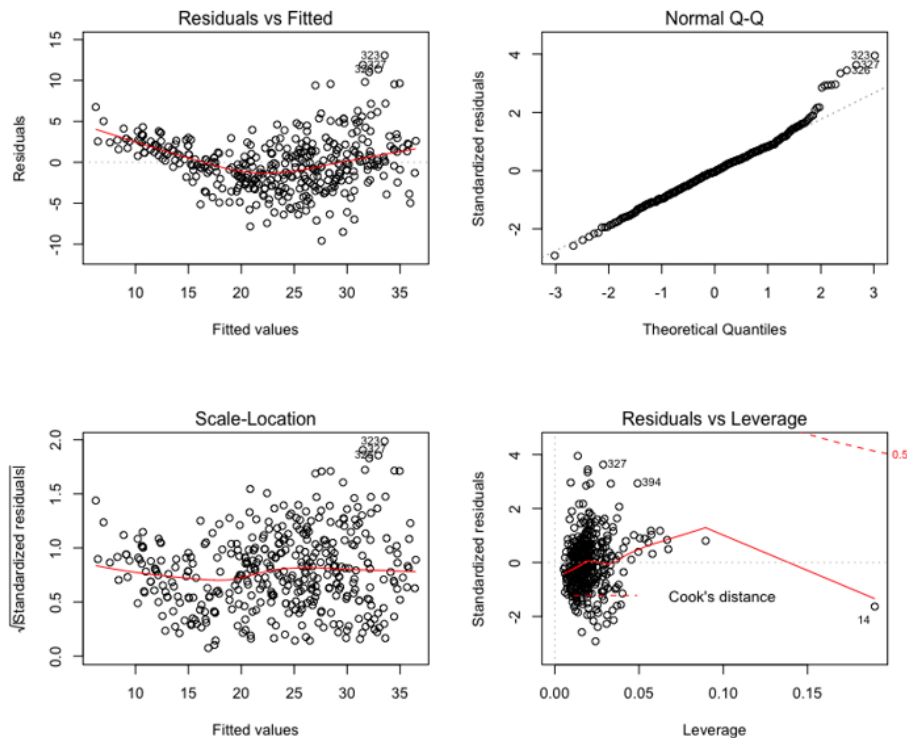 Residuals vs Fitted
Residuals
15
10
5
0
-5
-10
323
327
10 15 20 25 30 35
Fitted values
Normal Q-Q
Standardized residuals
4
2
0
-2
323
327
326
-3 -2 -1 0 1 2 3
Theoretical Quantiles
Scale-Location
√|Standardized residuals|
2.0
1.5
1.0
0.5
0.0
323
327
10 15 20 25 30 35
Fitted values
Residuals vs Leverage
Standardized residuals
4
2
0
-2
327
394
0.5
Cook's distance
14
0.00 0.05 0.10 0.15
Leverage